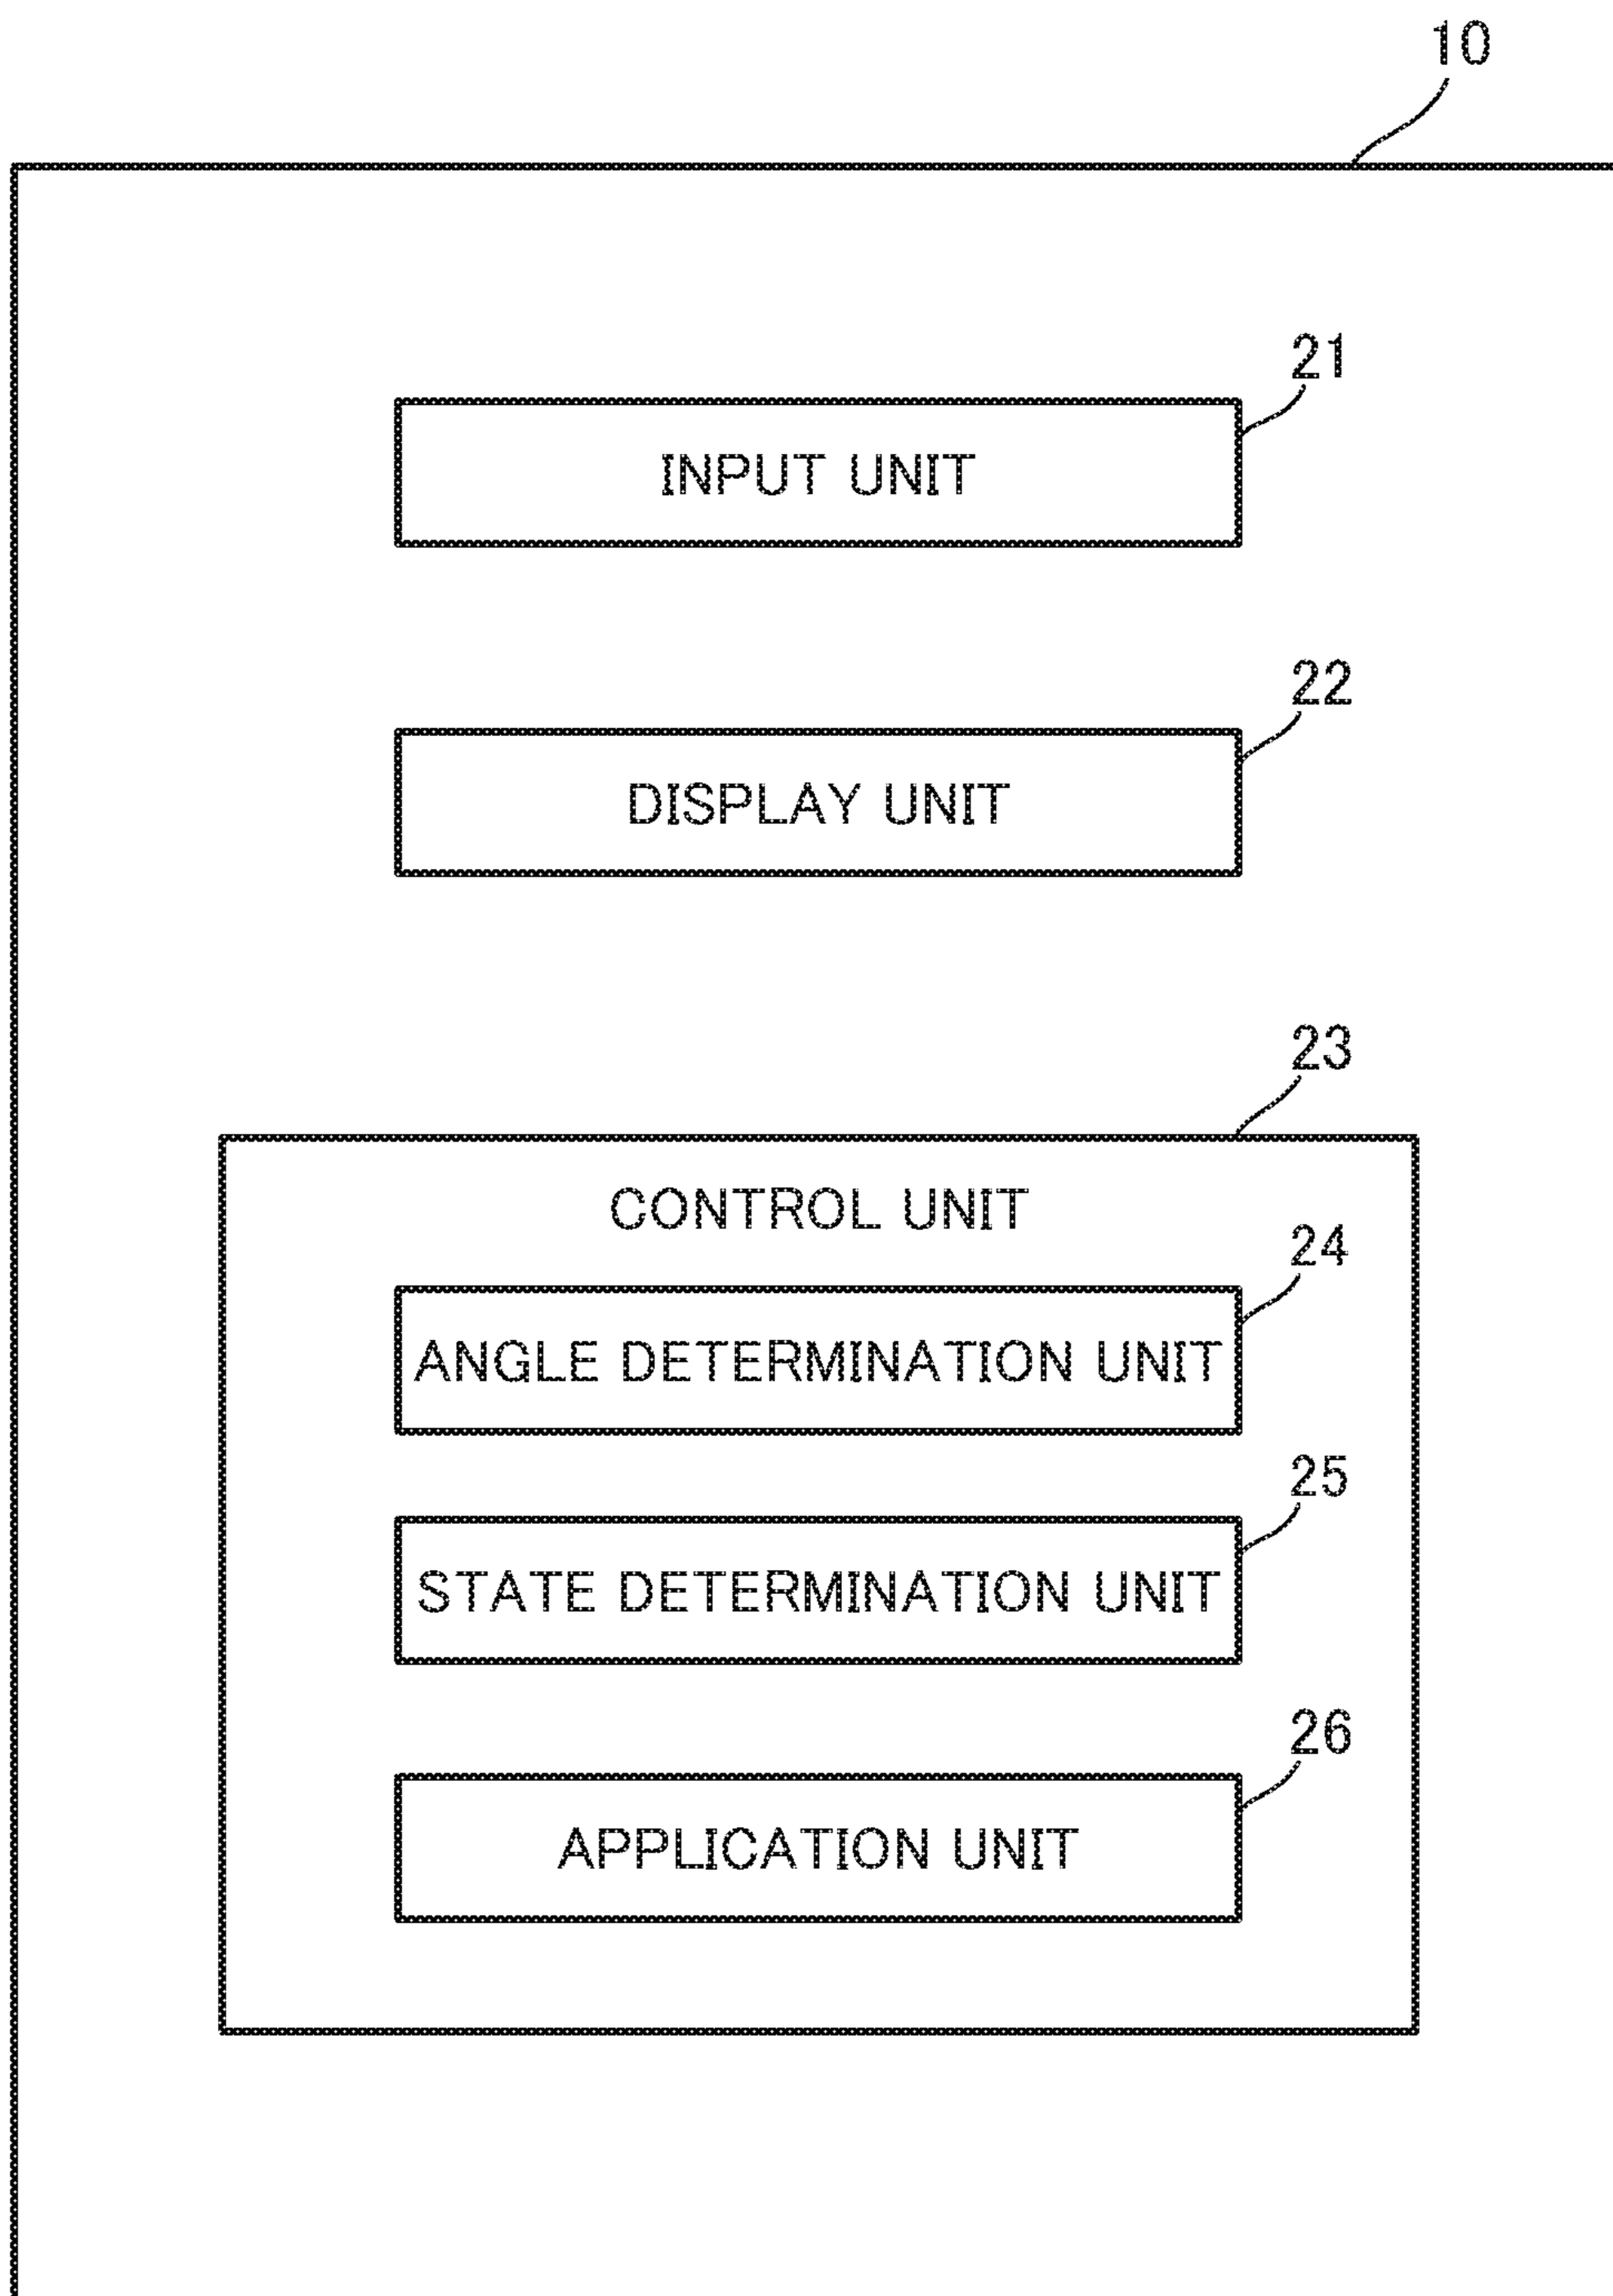 10
21
INPUT UNIT
22
DISPLAY UNIT
23
CONTROL UNIT
24
ANGLE DETERMINATION UNIT
25
STATE DETERMINATION UNIT
26
APPLICATION UNIT